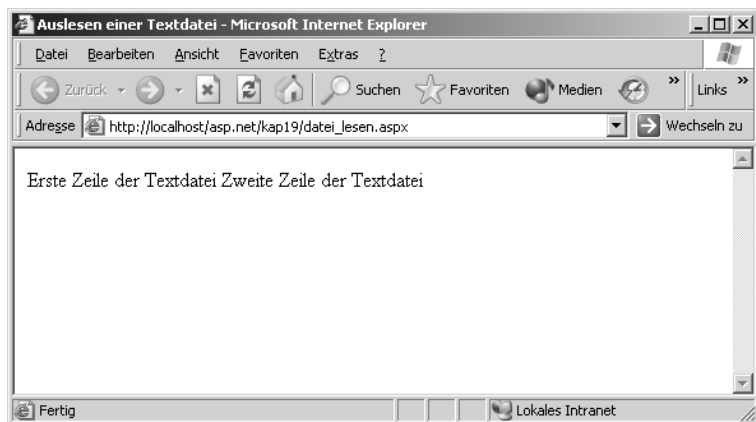 Auslesen einer Textdatei - Microsoft Internet Explorer
Datei Bearbeiten Ansicht Favoriten Extras ?
Zurück Suchen Favoriten Medien » Links »
Adresse http://localhost/asp.net/kap19/datei_lesen.aspx Wechseln zu
Erste Zeile der Textdatei Zweite Zeile der Textdatei
Fertig Lokales Intranet